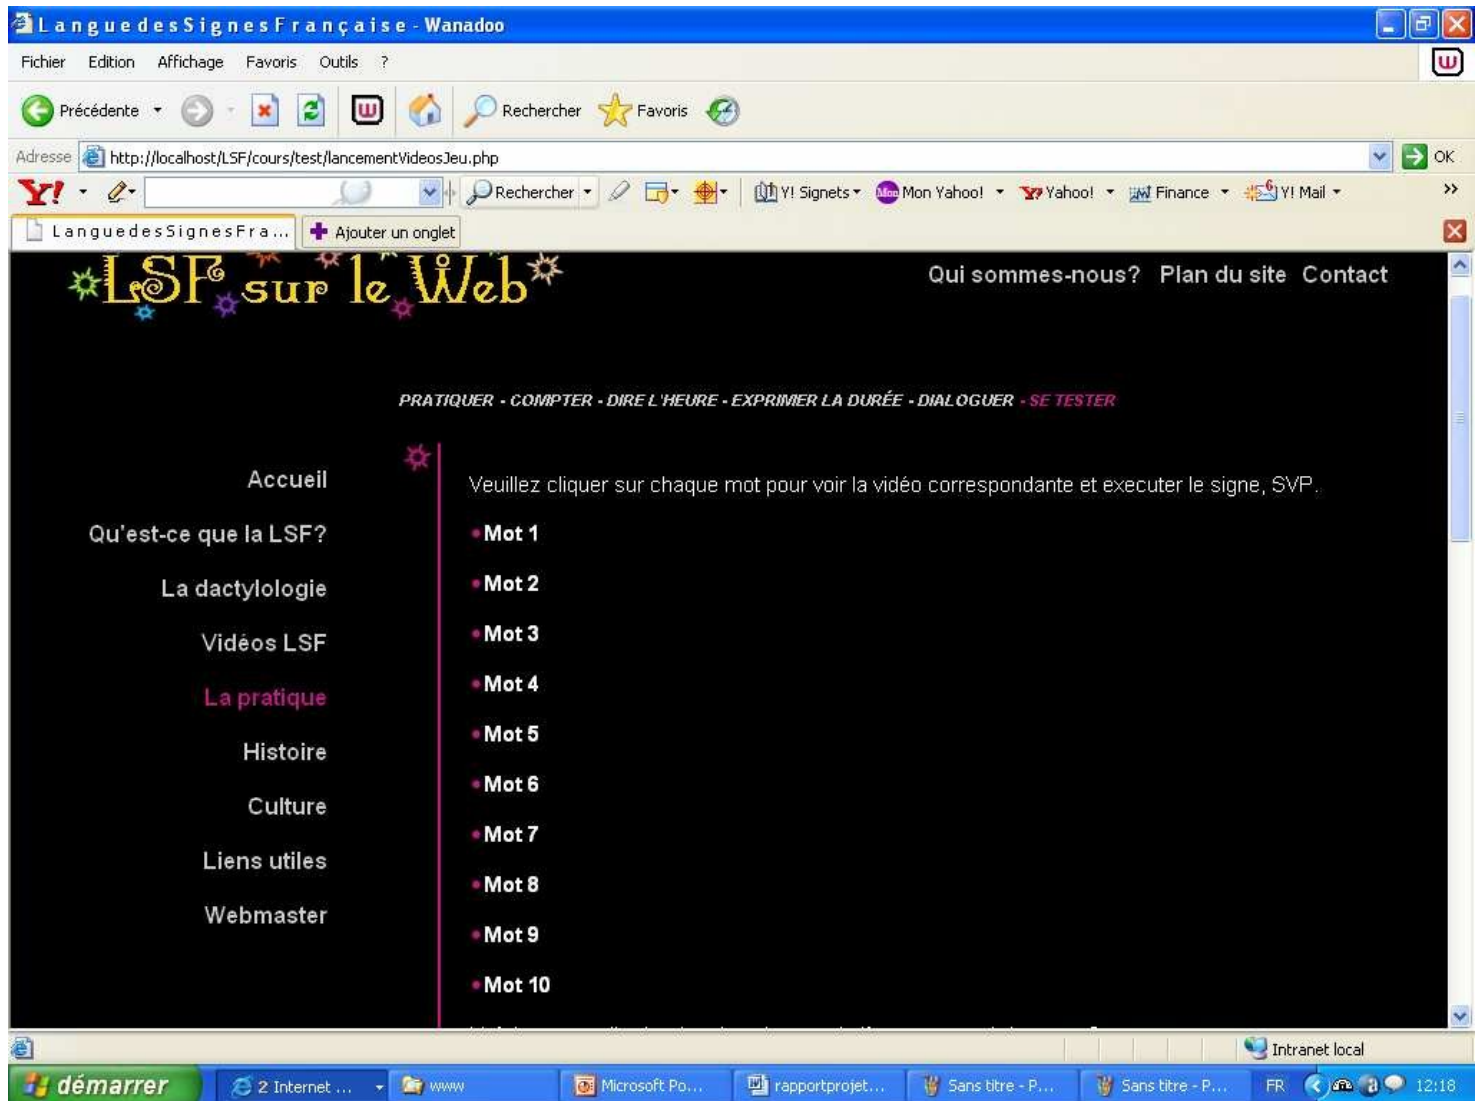 LanguedesSignesFrançaise - Wanadoo
Fichier Edition Affichage Favoris Outils ?
Précédente Rechercher Favoris
Adresse http://localhost/LSF/cours/test/lancementVideosJeu.php OK
Y! Rechercher Y! Signets Mon Mon Yahoo! Yahoo! Finance 6 Y! Mail >>
LanguedesSignesFra... Ajouter un onglet
LSF sur le Web
Qui sommes-nous? Plan du site Contact
PRATIQUER - COMPTER - DIRE L'HEURE - EXPRIMER LA DURÉE - DIALOGUER - SE TESTER
Accueil
Qu'est-ce que la LSF?
La dactylologie
Vidéos LSF
La pratique
Histoire
Culture
Liens utiles
Webmaster
Veuillez cliquer sur chaque mot pour voir la vidéo correspondante et executer le signe, SVP.
Mot 1
Mot 2
Mot 3
Mot 4
Mot 5
Mot 6
Mot 7
Mot 8
Mot 9
Mot 10
Intranet local
démarrer 2 Internet ... www Microsoft Po... rapportprojet... Sans titre - P... Sans titre - P... FR 12:18